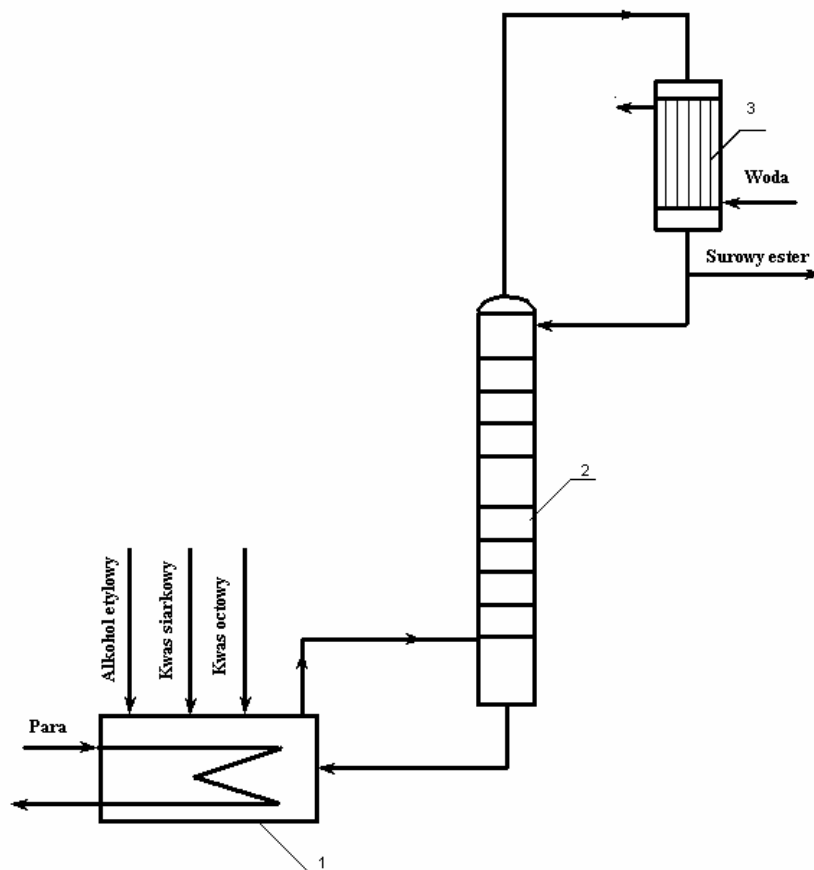 3
Woda
Surowy ester
2
Alkohol etylowy
Kwas siarkowy
Kwas octowy
Para
1